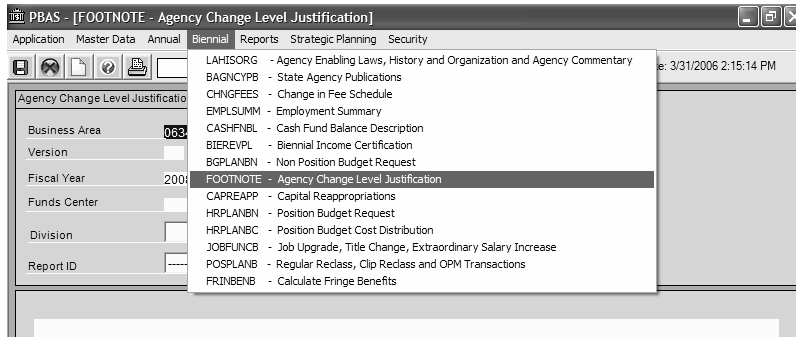 PBAS - [FOOTNOTE - Agency Change Level Justification]
Application Master Data Annual Biennial Reports Strategic Planning Security
3/31/2006 2:15:14 PM
LAHISORG - Agency Enabling Laws, History and Organization and Agency Commentary
BAGNCYPB - State Agency Publications
CHNGFEES - Change in Fee Schedule
EMPLSUMM - Employment Summary
CASHFNBL - Cash Fund Balance Description
BIEREVPL - Biennial Income Certification
BGPLANBN - Non Position Budget Request
FOOTNOTE - Agency Change Level Justification
CAPREAPP - Capital Reappropriations
HRPLANBN - Position Budget Request
HRPLANBC - Position Budget Cost Distribution
JOBFUNCB - Job Upgrade, Title Change, Extraordinary Salary Increase
POSPLANB - Regular Reclass, Clip Reclass and OPM Transactions
FRINBENB - Calculate Fringe Benefits
Agency Change Level Justificatio
Business Area 0634
Version
Fiscal Year 2008
Funds Center
Division
Report ID -----